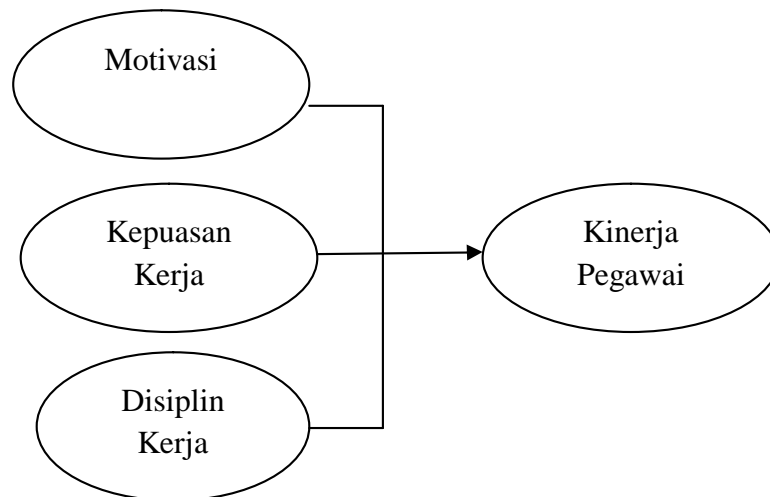 Motivasi
Kepuasan
Kerja
Disiplin
Kerja
Kinerja
Pegawai